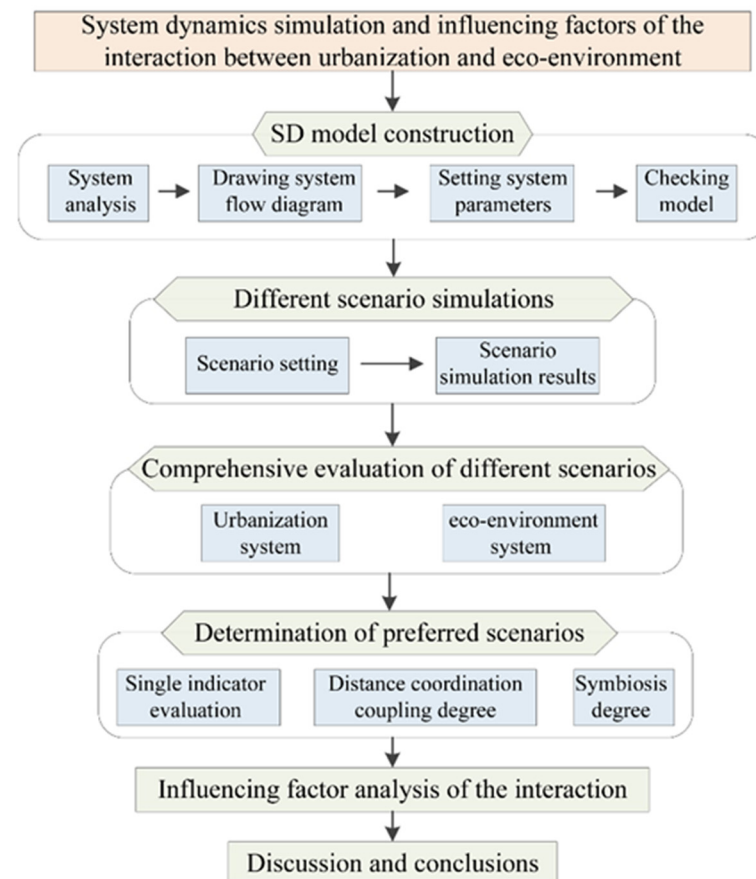 System dynamics simulation and influencing factors of the
interaction between urbanization and eco-environment
SD model construction
System
analysis
Drawing system
flow diagram
Setting system
parameters
Checking
model
Different scenario simulations
Scenario setting
Scenario
simulation results
Comprehensive evaluation of different scenarios
Urbanization
system
eco-environment
system
Determination of preferred scenarios
Single indicator
evaluation
Distance coordination
coupling degree
Symbiosis
degree
Influencing factor analysis of the interaction
Discussion and conclusions